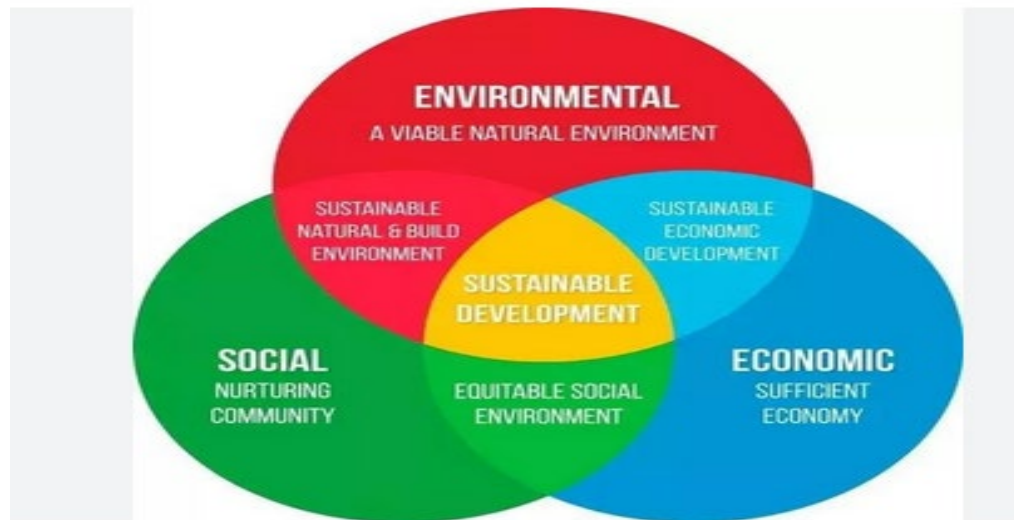 ENVIRONMENTAL
A VIABLE NATURAL ENVIRONMENT
SUSTAINABLE
NATURAL & BUILD
ENVIRONMENT
SUSTAINABLE
ECONOMIC
DEVELOPMENT
SUSTAINABLE
DEVELOPMENT
SOCIAL
NURTURING
COMMUNITY
EQUITABLE SOCIAL
ENVIRONMENT
ECONOMIC
SUFFICIENT
ECONOMY